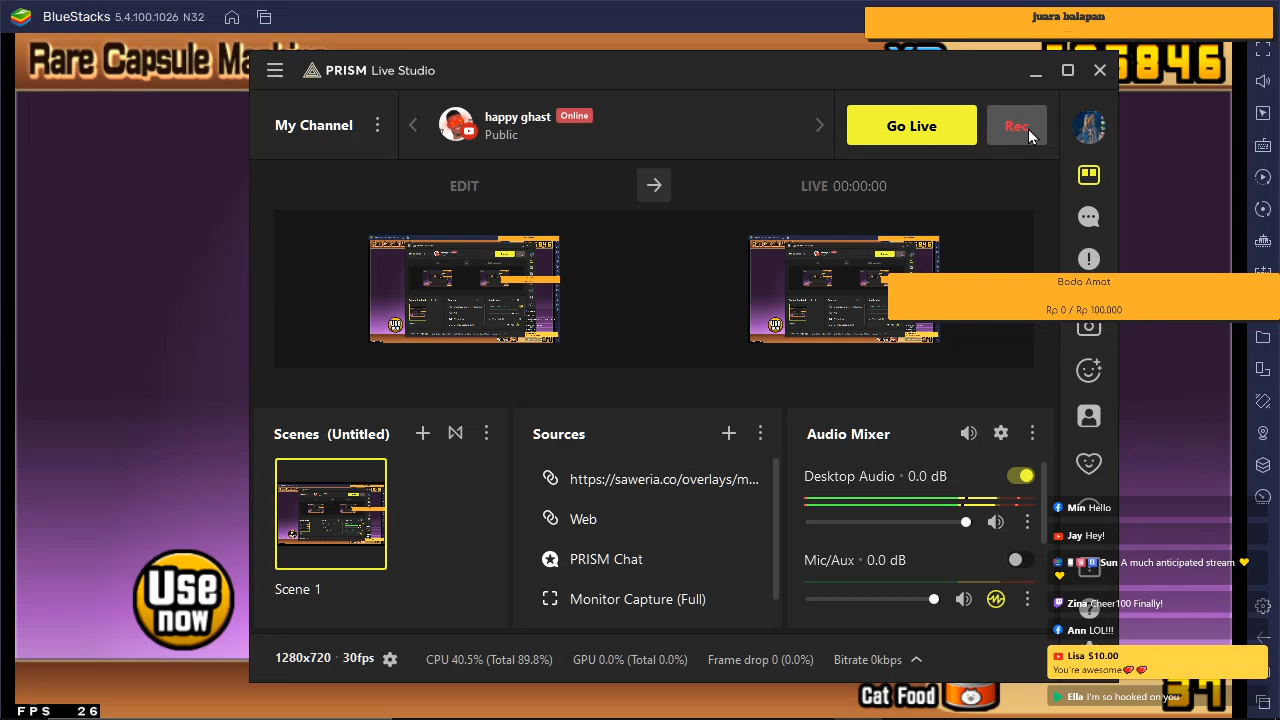 BlueStacks 5.4.100.1026 N32
juara balapan
Rare Capsule Ma
PRISM Live Studio
My Channel
happy ghast Online
Public
Go Live
Rec
EDIT
LIVE 00:00:00
Boda Amat
Rp 0 / Rp 100.000
Scenes (Untitled)
Scene 1
Sources
https://saweria.co/overlays/m...
Web
PRISM Chat
Monitor Capture (Full)
Audio Mixer
Desktop Audio • 0.0 dB
Mic/Aux • 0.0 dB
Min Hello
Jay Hey!
Sun A much anticipated stream
Zina Cheer100 Finally!
Ann LOL!!!
Lisa $10.00
You're awesome
Ella I'm so hooked on you
Use
now
1280x720 • 30fps
CPU 40.5% (Total 89.8%)
GPU 0.0% (Total 0.0%)
Frame drop 0 (0.0%)
Bitrate 0kbps
Cat Food
FPS 26